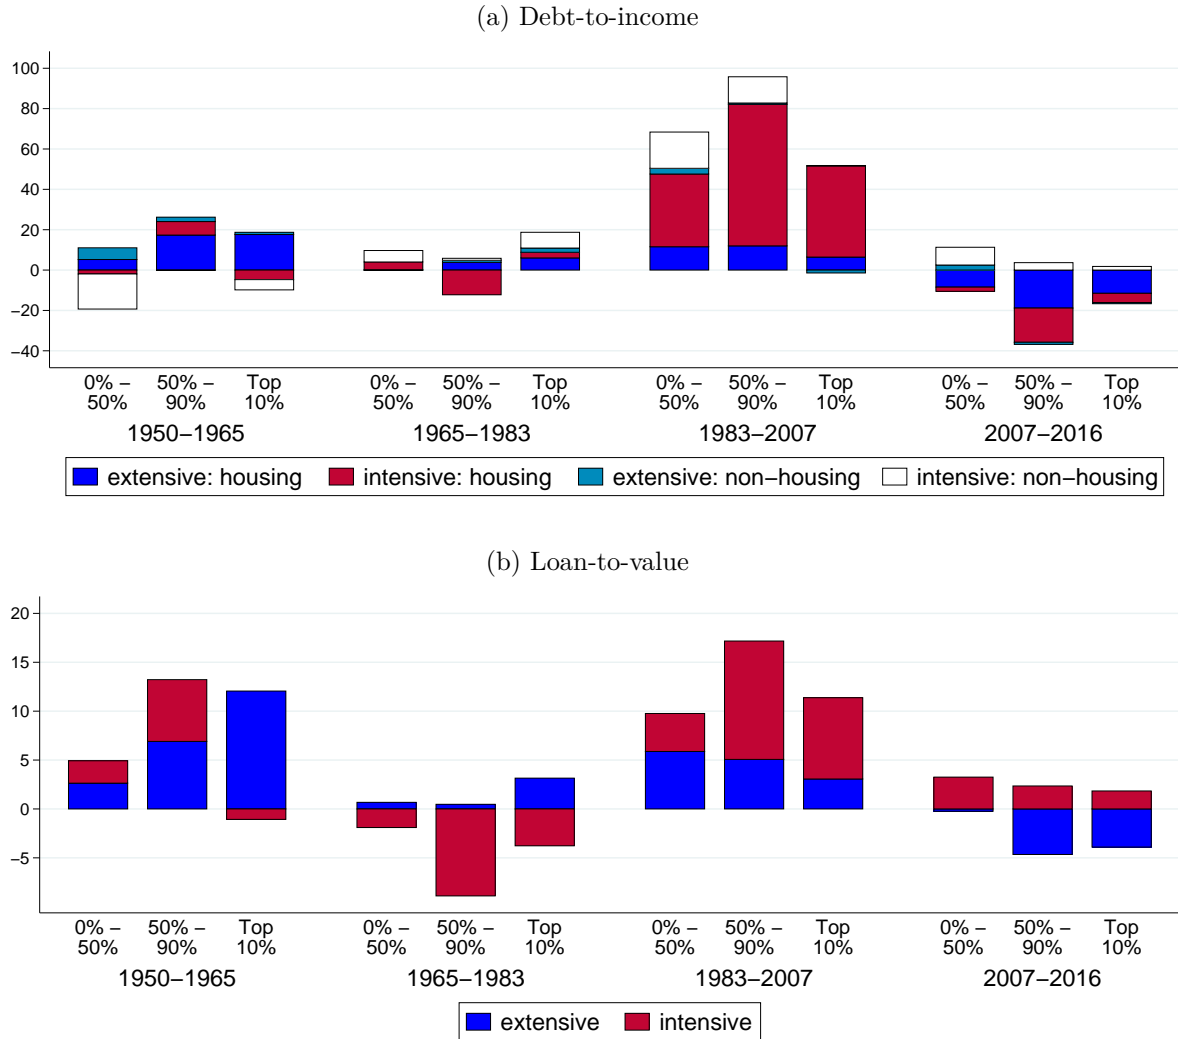 (a) Debt-to-income
100
80
60
40
20
0
−20
−40
0% − 50% − Top 0% − 50% − Top 0% − 50% − Top 0% − 50% − Top
50% 90% 10% 50% 90% 10% 50% 90% 10% 50% 90% 10%
1950−1965 1965−1983 1983−2007 2007−2016
extensive: housing intensive: housing extensive: non−housing intensive: non−housing
(b) Loan-to-value
20
15
10
5
0
−5
0% − 50% − Top 0% − 50% − Top 0% − 50% − Top 0% − 50% − Top
50% 90% 10% 50% 90% 10% 50% 90% 10% 50% 90% 10%
1950−1965 1965−1983 1983−2007 2007−2016
extensive intensive